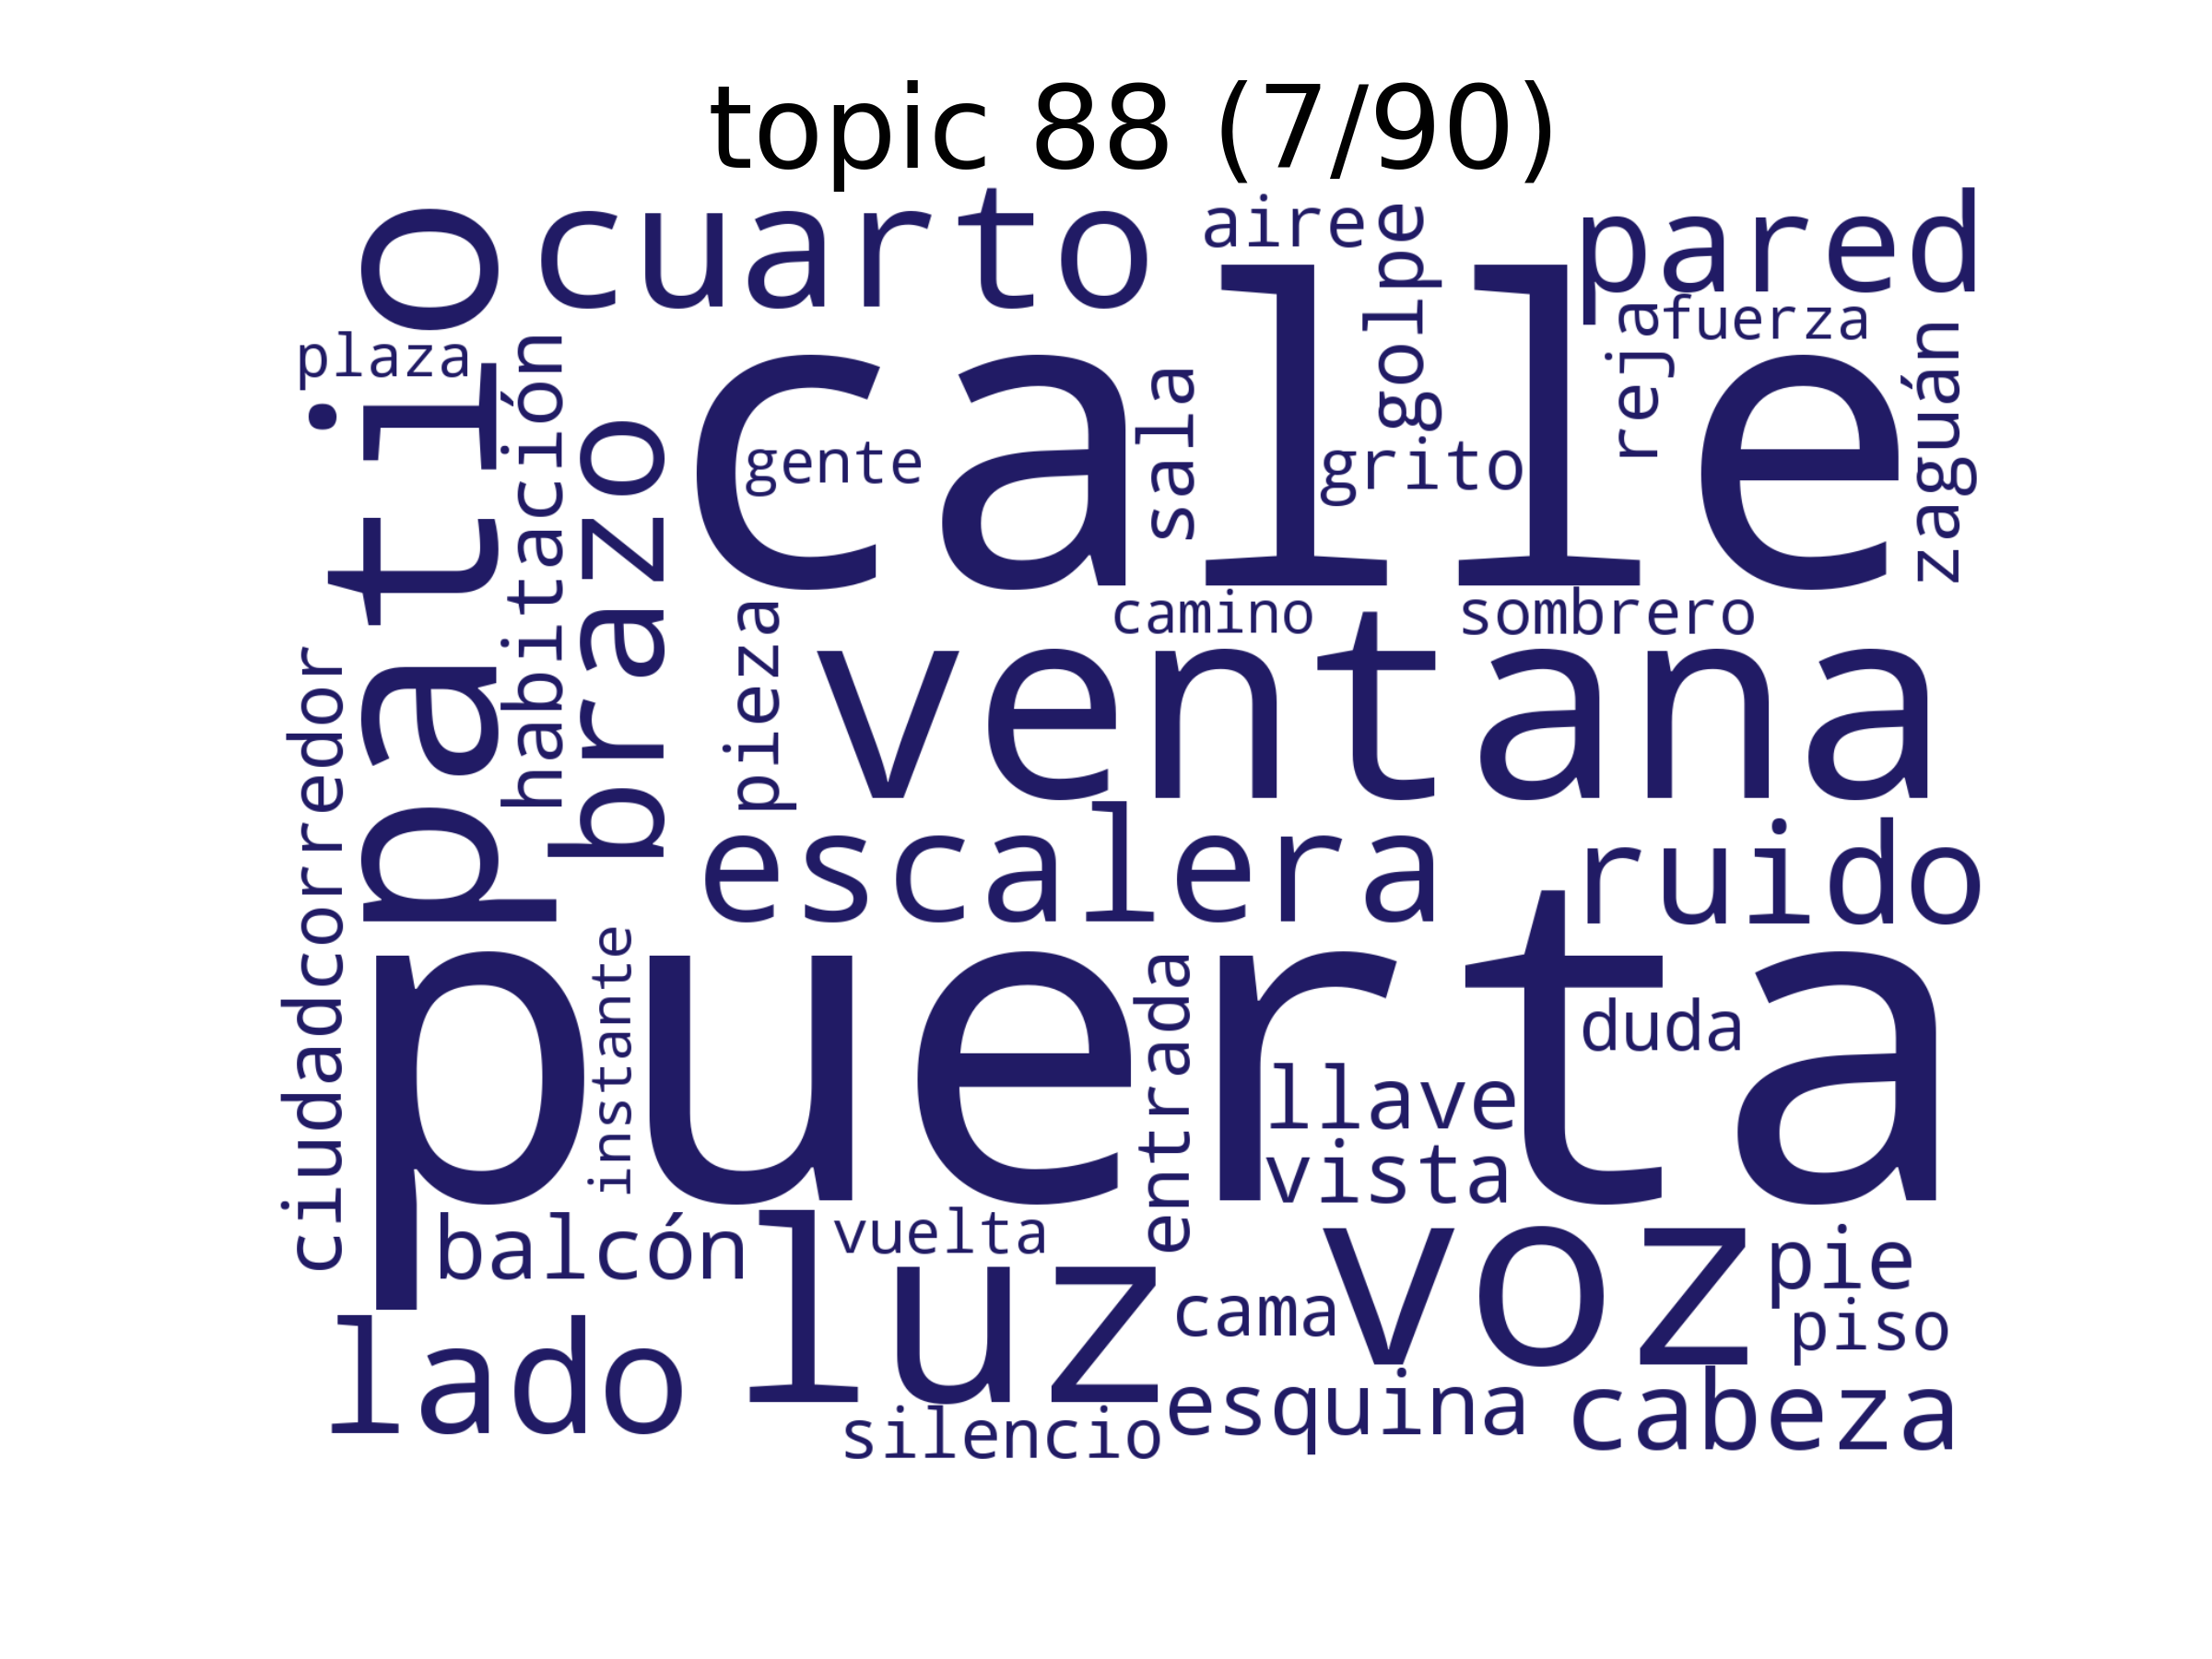 topic 88 (7/90)
patio
cuarto
aire
golpe
pared
plaza
habitación
brazo
calle
gente
sala
grito
reja
fuerza
zaguán
camino
sombrero
pieza
ventana
corredor
escalera
ruido
puerta
ciudad
instante
entrada
duda
llave
vista
balcón
vuelta
luz
voz
pie
cama
piso
lado
silencio
esquina
cabeza